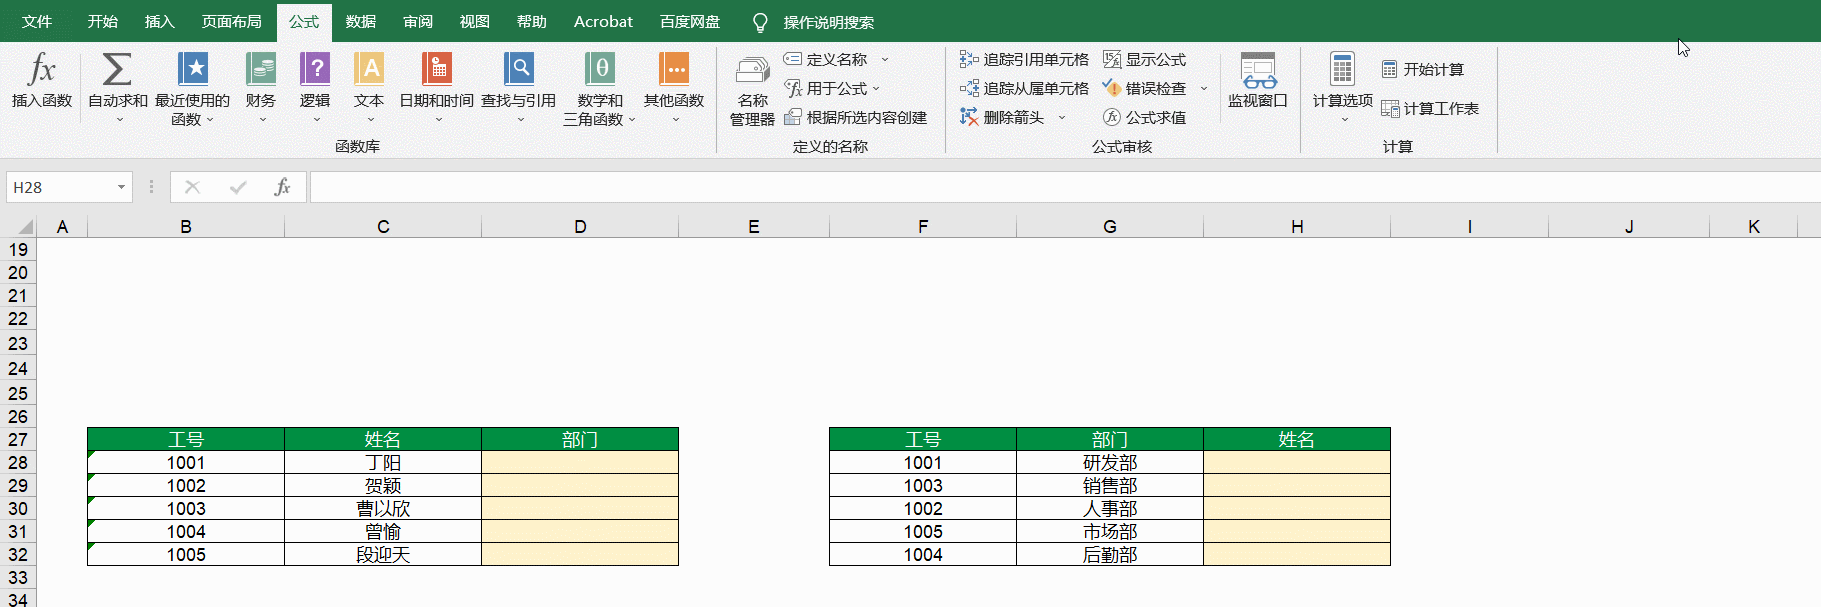 文件 开始 插入 页面布局 公式 数据 审阅 视图 帮助 Acrobat 百度网盘 操作说明搜索
fx Σ ★ ? A θ ... 定义名称 追踪引用单元格 显示公式 开始计算
插入函数 自动求和 最近使用的函数 财务 逻辑 文本 日期和时间 查找与引用 数学和三角函数 其他函数 名称管理器 用于公式 追踪从属单元格 错误检查 监视窗口 计算选项 计算工作表
根据所选内容创建 删除箭头 公式求值
函数库 定义的名称 公式审核 计算
H28 fx
A B C D E F G H I J K
19
20
21
22
23
24
25
26
27 工号 姓名 部门 工号 部门 姓名
28 1001 丁阳 1001 研发部
29 1002 贺颖 1003 销售部
30 1003 曹以欣 1002 人事部
31 1004 曾愉 1005 市场部
32 1005 段迎天 1004 后勤部
33
34